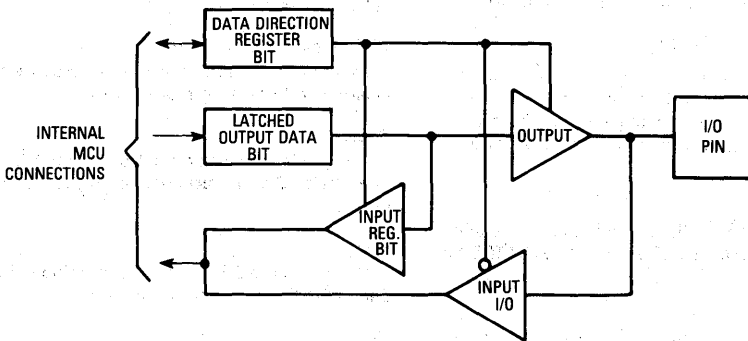 DATA DIRECTION
REGISTER
BIT
INTERNAL
MCU
CONNECTIONS
LATCHED
OUTPUT DATA
BIT
OUTPUT
I/O
PIN
INPUT
REG.
BIT
INPUT
I/O